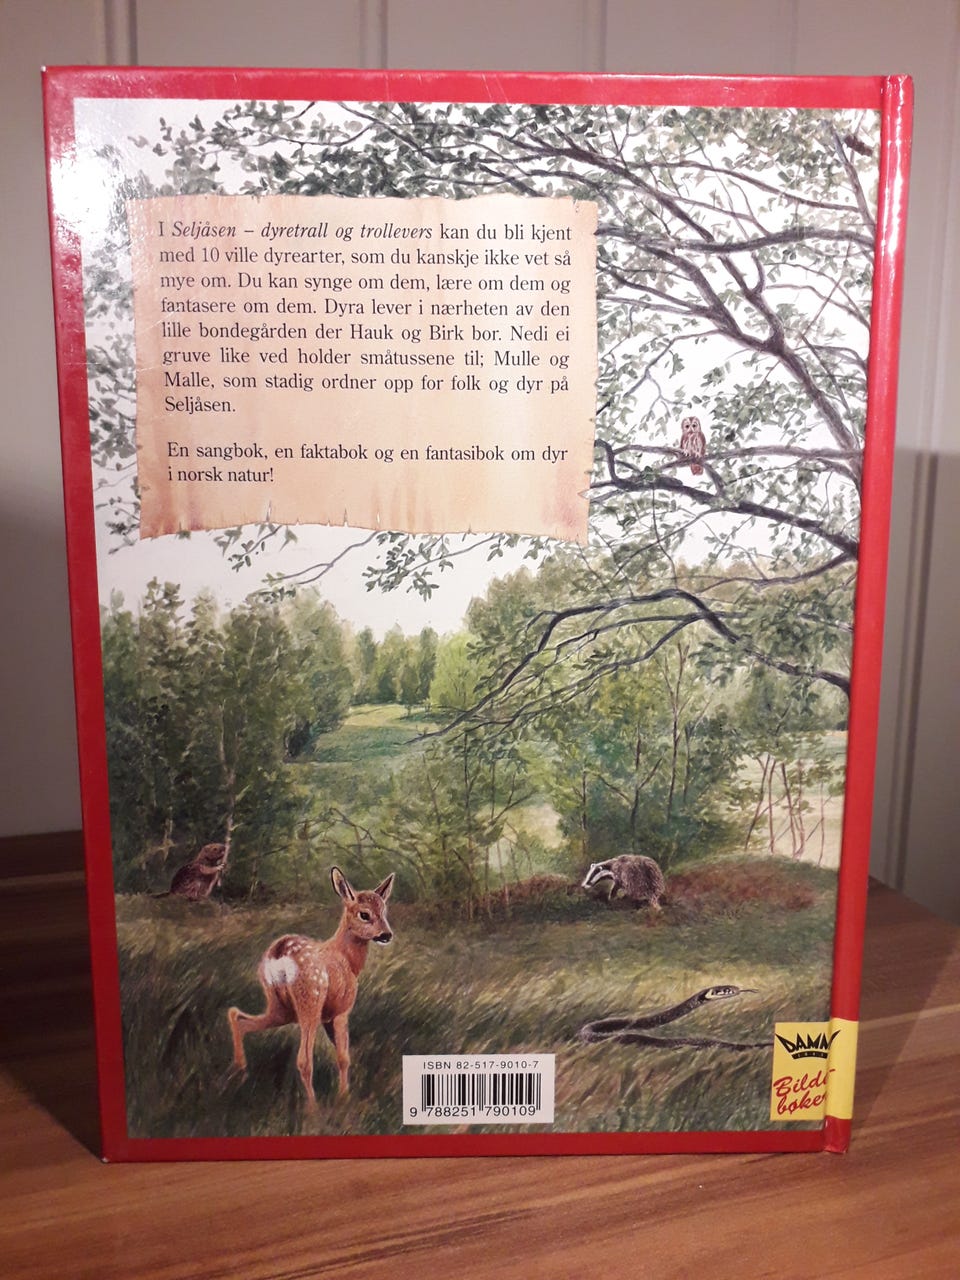 I Seljåsen – dyretrall og trollevers kan du bli kjent
med 10 ville dyrearter, som du kanskje ikke vet så
mye om. Du kan synge om dem, lære om dem og
fantasere om dem. Dyra lever i nærheten av den
lille bondegården der Hauk og Birk bor. Nedi ei
gruve like ved holder småtussene til; Mulle og
Malle, som stadig ordner opp for folk og dyr på
Seljåsen.
En sangbok, en faktabok og en fantasibok om dyr
i norsk natur!
ISBN 82-517-9010-7
9 788251 790109
DAMM
Bilde-
bøker